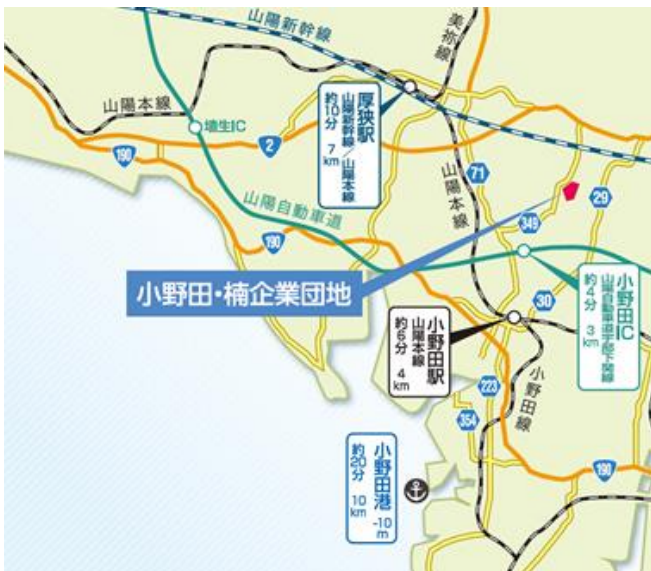 山陽新幹線
美祢線
山陽本線
埴生IC
厚狭駅
山陽新幹線/山陽本線
約10分 7km
2
190
71
山陽本線
29
349
山陽自動車道
190
小野田・楠企業団地
小野田IC
山陽自動車道宇部下関線
約4分 3km
30
小野田駅
山陽本線
約6分 4km
小野田線
223
354
190
小野田港
-10m
約20分 10km